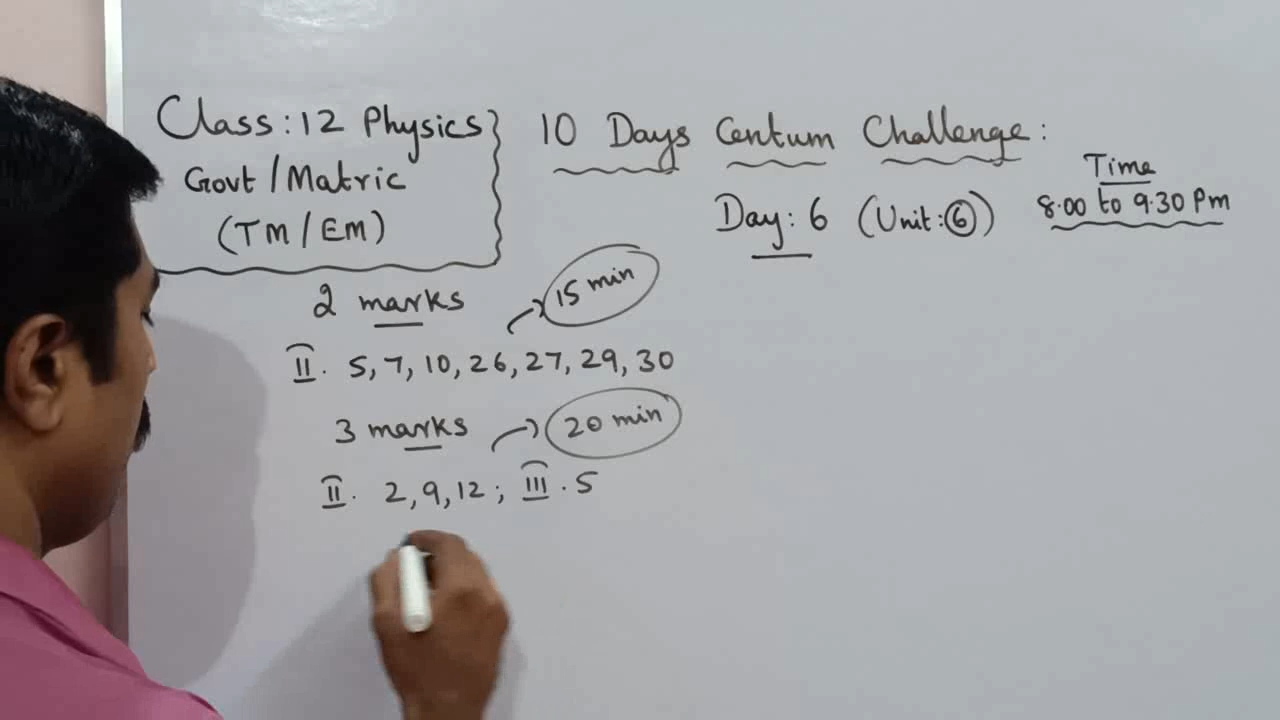 Class: 12 Physics
Govt/Matric
(TM/EM)
10 Days Centum Challenge:
Day: 6 (Unit: 6)
Time
8.00 to 9.30 Pm
2 marks
15 min
II. 5, 7, 10, 26, 27, 29, 30
3 marks
20 min
II. 2, 9, 12; III. 5